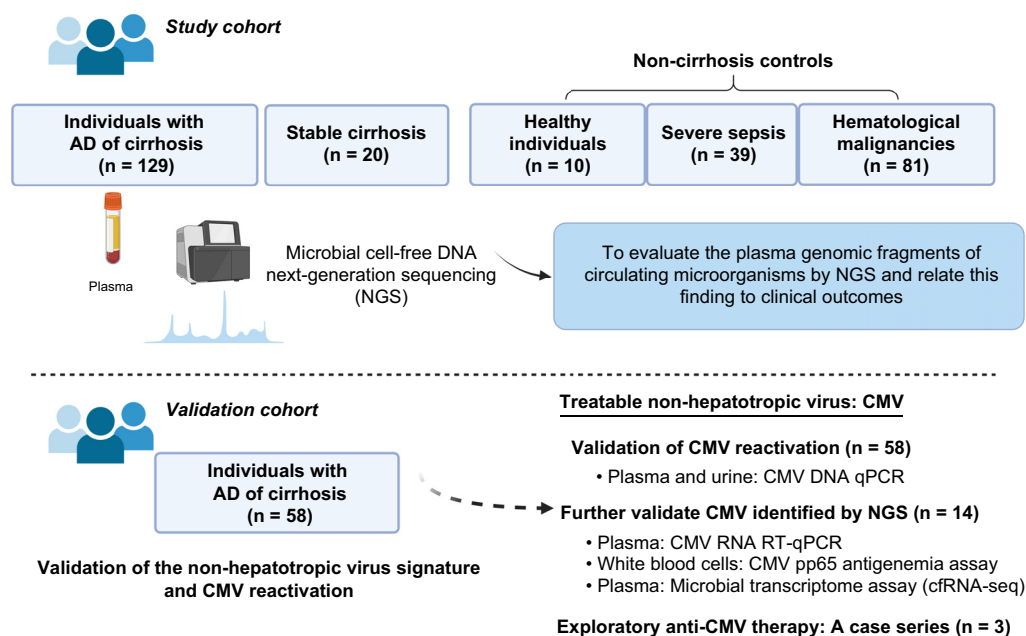 Study cohort
Non-cirrhosis controls
Individuals with
AD of cirrhosis
(n = 129)
Stable cirrhosis
(n = 20)
Healthy
individuals
(n = 10)
Severe sepsis
(n = 39)
Hematological
malignancies
(n = 81)
Plasma
Microbial cell-free DNA
next-generation sequencing
(NGS)
To evaluate the plasma genomic fragments of
circulating microorganisms by NGS and relate this
finding to clinical outcomes
Validation cohort
Individuals with
AD of cirrhosis
(n = 58)
Validation of the non-hepatotropic virus signature
and CMV reactivation
Treatable non-hepatotropic virus: CMV
Validation of CMV reactivation (n = 58)
• Plasma and urine: CMV DNA qPCR
Further validate CMV identified by NGS (n = 14)
• Plasma: CMV RNA RT-qPCR
• White blood cells: CMV pp65 antigenemia assay
• Plasma: Microbial transcriptome assay (cfRNA-seq)
Exploratory anti-CMV therapy: A case series (n = 3)